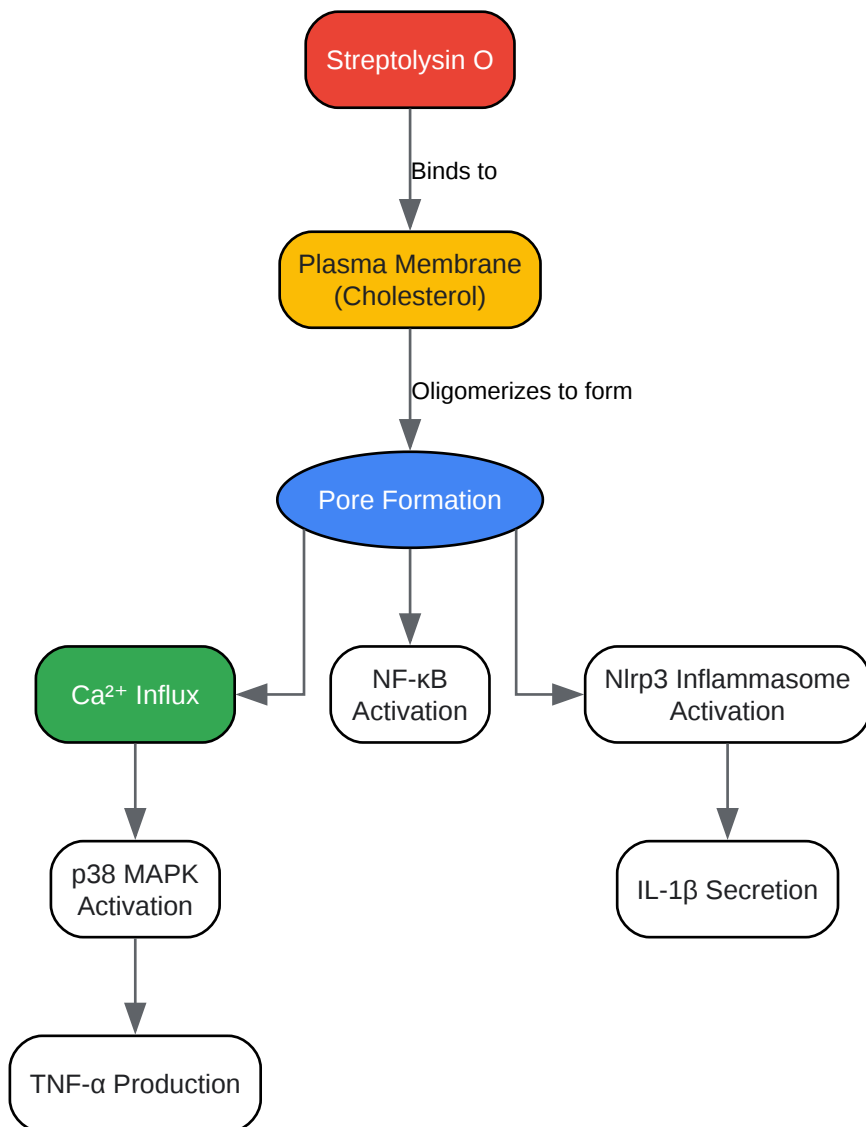 Streptolysin O
Binds to
Plasma Membrane
(Cholesterol)
Oligomerizes to form
Pore Formation
Ca²⁺ Influx
NF-κB
Activation
Nlrp3 Inflammasome
Activation
p38 MAPK
Activation
IL-1β Secretion
TNF-α Production